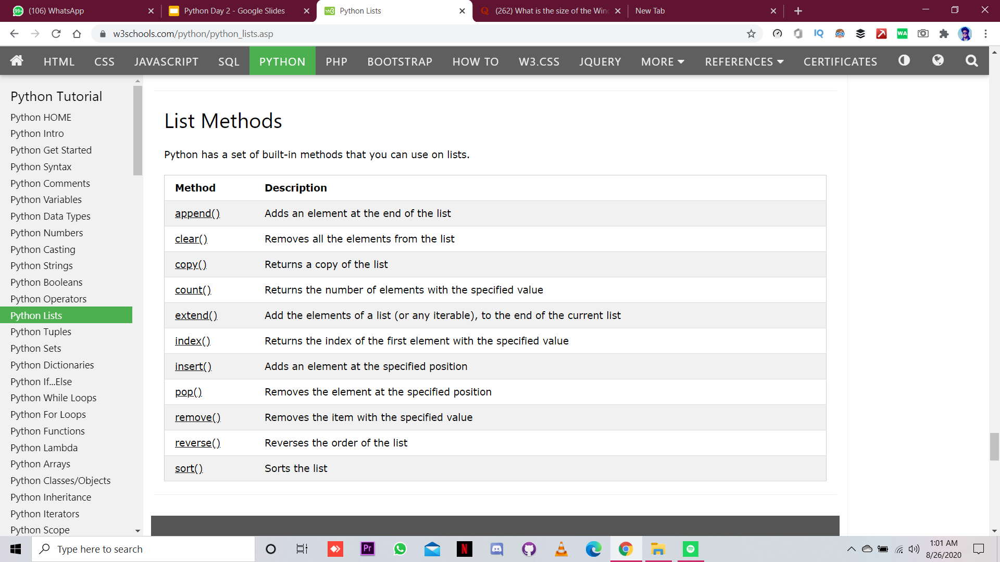 (106) WhatsApp
Python Day 2 - Google Slides
Python Lists
(262) What is the size of the Win
New Tab
w3schools.com/python/python_lists.asp
IQ
WA
HTML CSS JAVASCRIPT SQL PYTHON PHP BOOTSTRAP HOW TO W3.CSS JQUERY MORE REFERENCES CERTIFICATES
Python Tutorial
Python HOME
Python Intro
Python Get Started
Python Syntax
Python Comments
Python Variables
Python Data Types
Python Numbers
Python Casting
Python Strings
Python Booleans
Python Operators
Python Lists
Python Tuples
Python Sets
Python Dictionaries
Python If...Else
Python While Loops
Python For Loops
Python Functions
Python Lambda
Python Arrays
Python Classes/Objects
Python Inheritance
Python Iterators
Python Scope
List Methods
Python has a set of built-in methods that you can use on lists.
Method Description
append() Adds an element at the end of the list
clear() Removes all the elements from the list
copy() Returns a copy of the list
count() Returns the number of elements with the specified value
extend() Add the elements of a list (or any iterable), to the end of the current list
index() Returns the index of the first element with the specified value
insert() Adds an element at the specified position
pop() Removes the element at the specified position
remove() Removes the item with the specified value
reverse() Reverses the order of the list
sort() Sorts the list
Type here to search
Pr
N
1:01 AM
8/26/2020